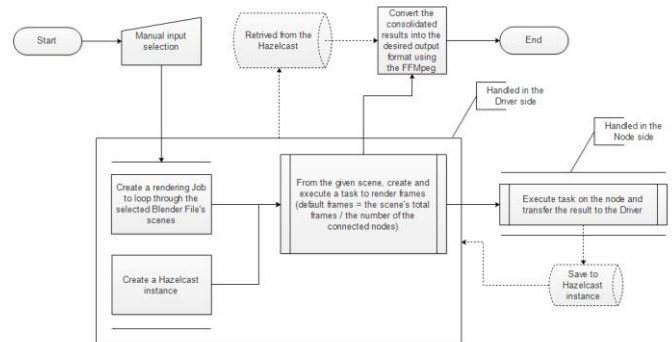 Start
Manual input
selection
Retrived from the
Hazelcast
Convert the
consolidated
results into the
desired output
format using
the FFMpeg
End
Handled in the
Driver side
Handled in the
Node side
Create a rendering Job
to loop through the
selected Blender File's
scenes
From the given scene, create and
execute a task to render frames
(default frames = the scene's total
frames / the number of the
connected nodes)
Execute task on the node and
transfer the result to the Driver
Create a Hazelcast
instance
Save to
Hazelcast
instance